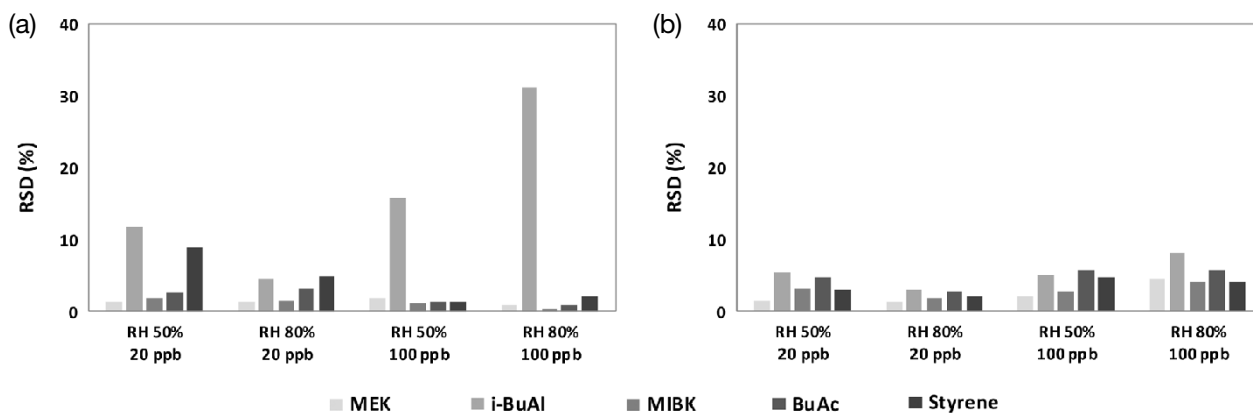 (a)
40
30
20
10
0
RSD (%)
RH 50%
20 ppb
RH 80%
20 ppb
RH 50%
100 ppb
RH 80%
100 ppb
(b)
40
30
20
10
0
RSD (%)
RH 50%
20 ppb
RH 80%
20 ppb
RH 50%
100 ppb
RH 80%
100 ppb
MEK i-BuAl MIBK BuAc Styrene